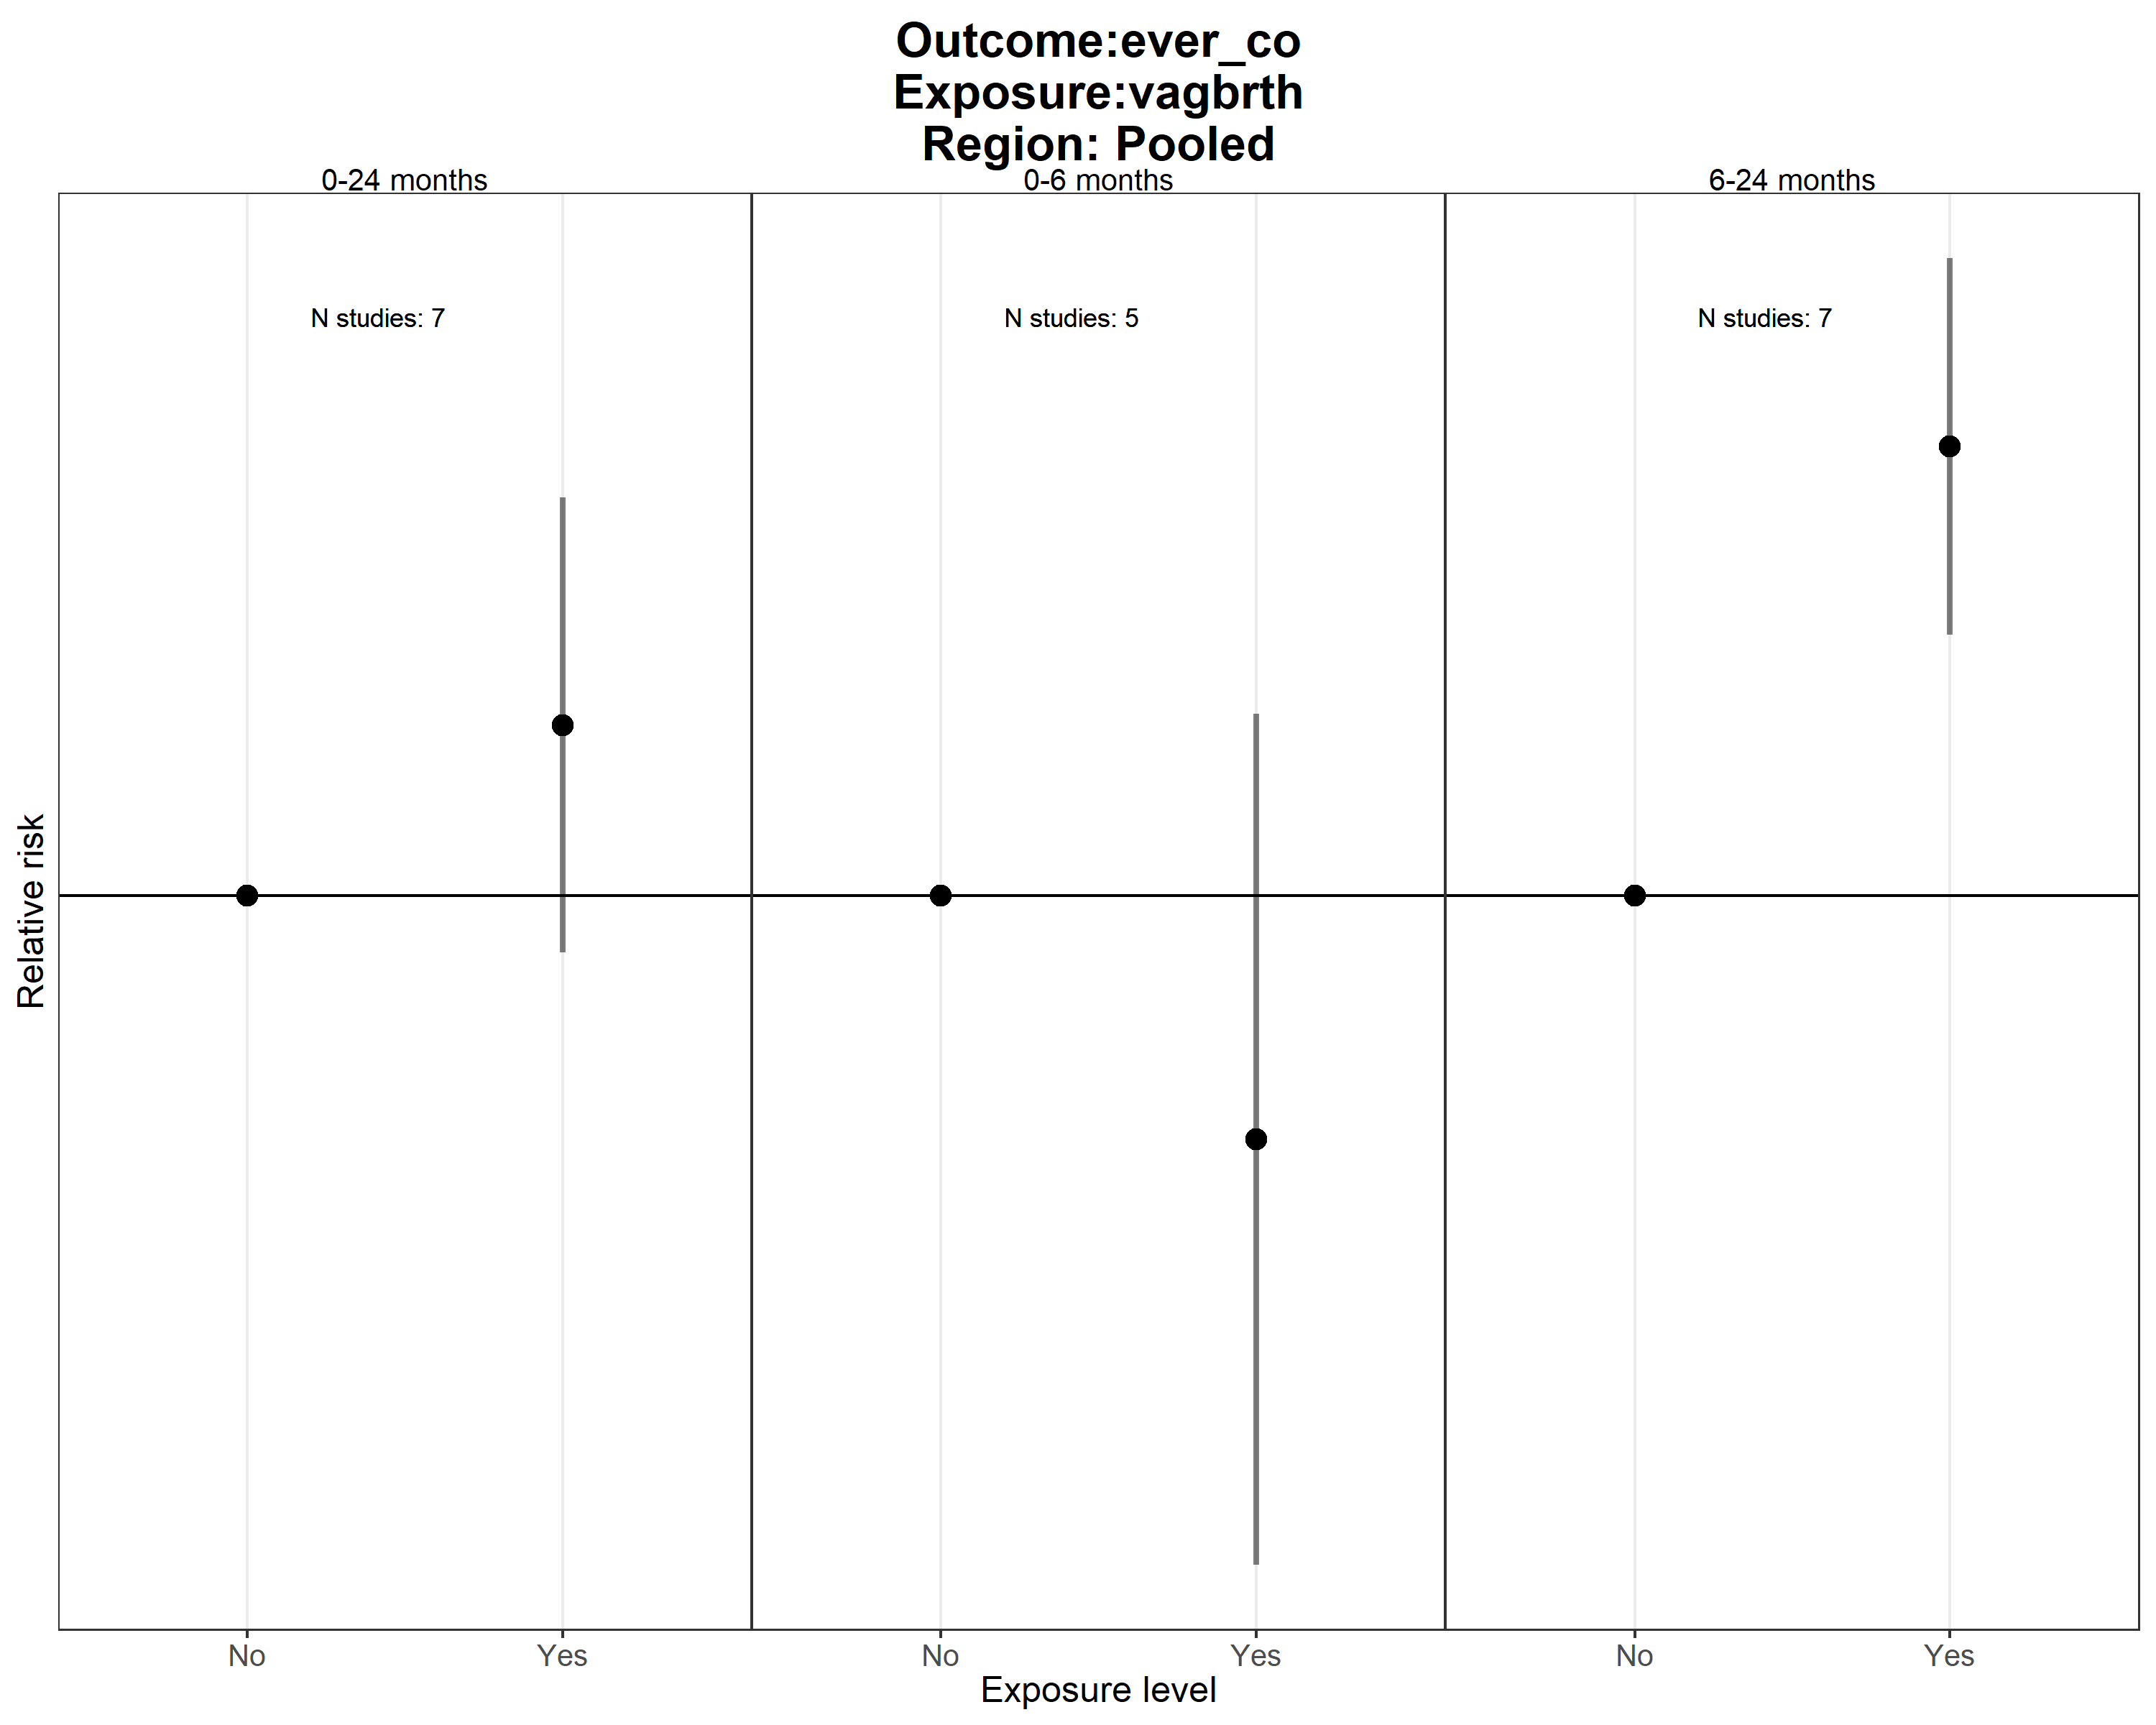 Outcome:ever_co
Exposure:vagbrth
Region: Pooled
0-24 months
0-6 months
6-24 months
N studies: 7
N studies: 5
N studies: 7
Relative risk
No
Yes
No
Yes
No
Yes
Exposure level